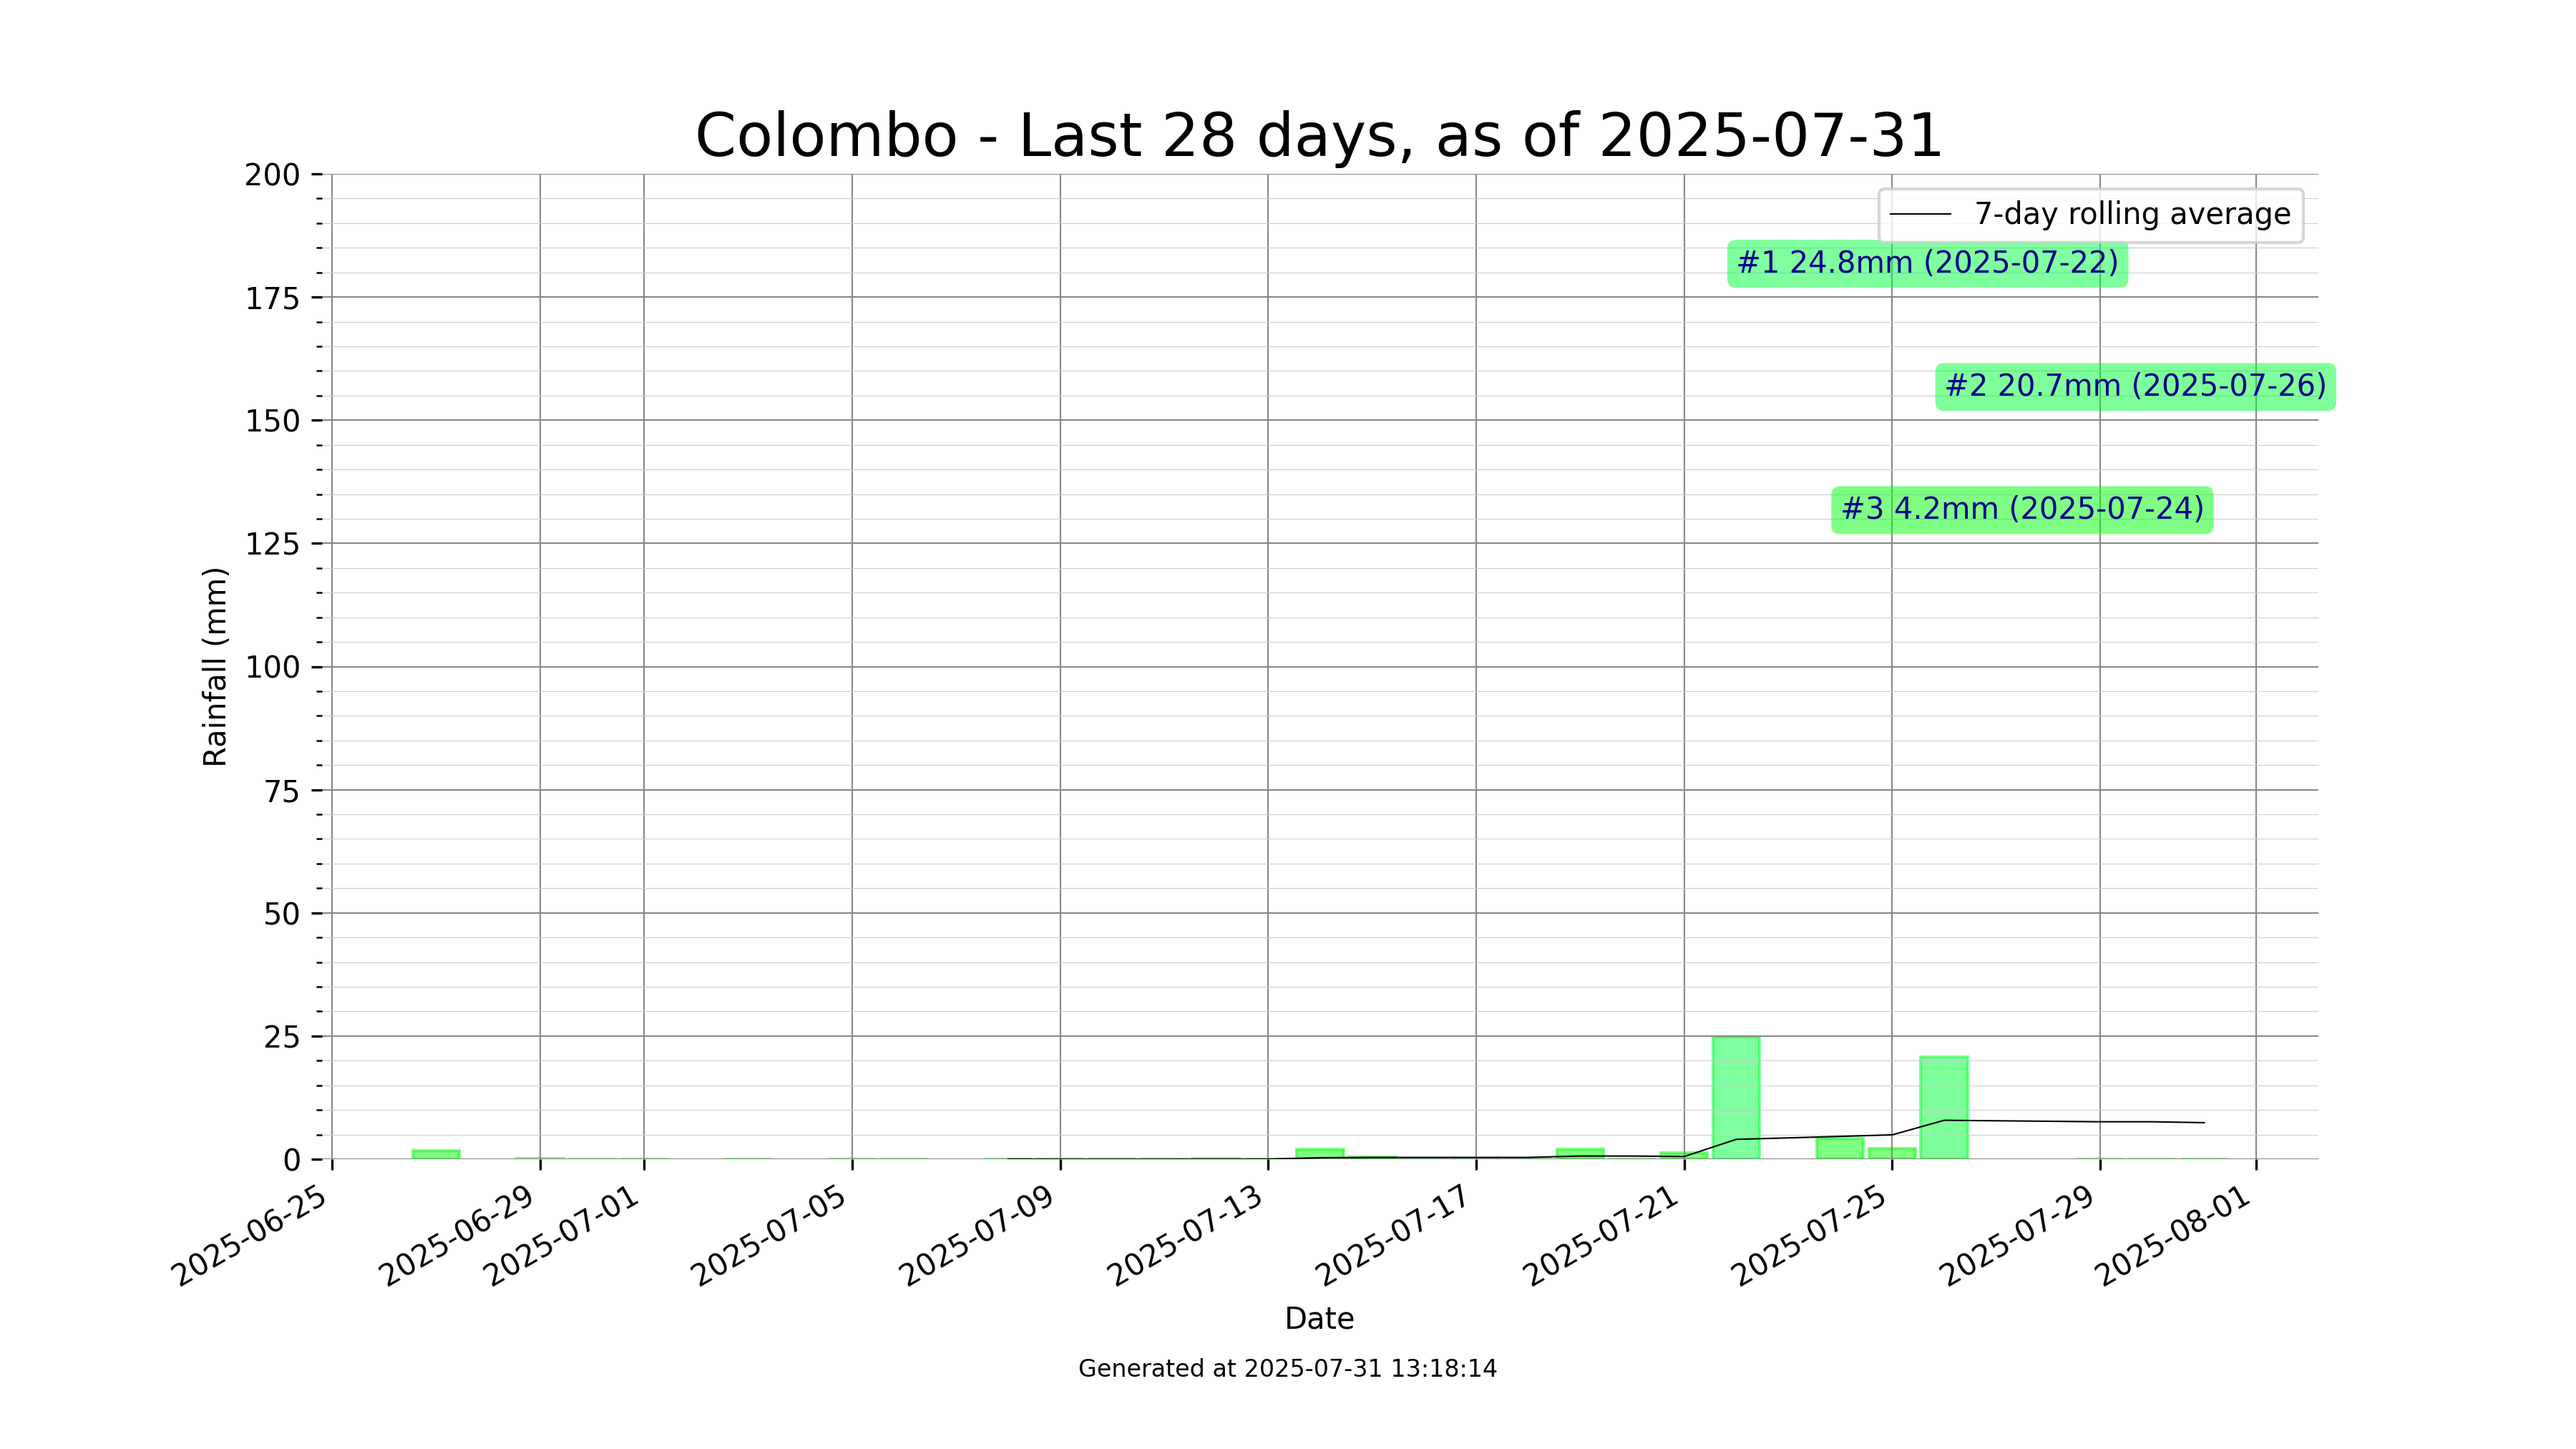 Colombo - Last 28 days, as of 2025-07-31
200
175
150
125
100
75
50
25
0
Rainfall (mm)
7-day rolling average
#1 24.8mm (2025-07-22)
#2 20.7mm (2025-07-26)
#3 4.2mm (2025-07-24)
2025-06-25
2025-06-29
2025-07-01
2025-07-05
2025-07-09
2025-07-13
2025-07-17
2025-07-21
2025-07-25
2025-07-29
2025-08-01
Date
Generated at 2025-07-31 13:18:14